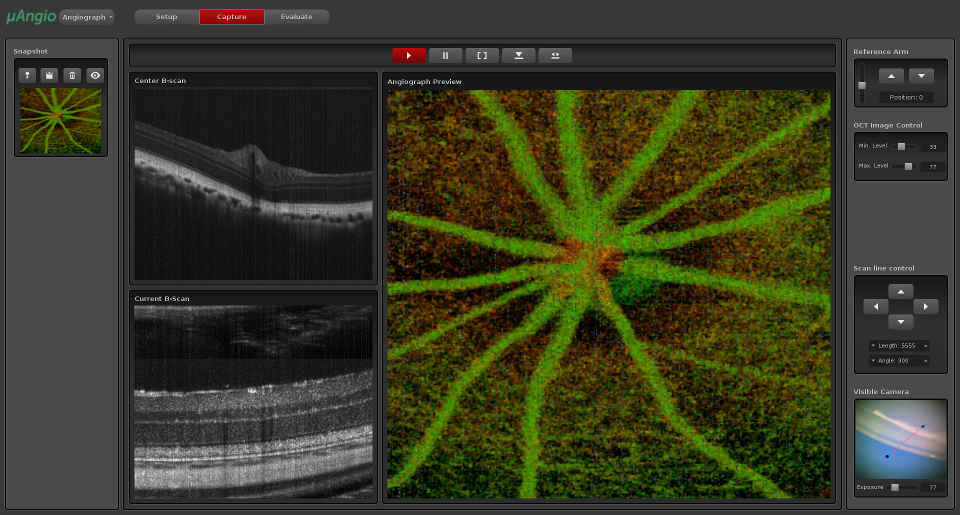 µAngio
Angiograph
Setup
Capture
Evaluate
Snapshot
Center B-scan
Current B-Scan
Angiograph Preview
Reference Arm
Position: 0
OCT Image Control
Min. Level 33
Max. Level 77
Scan line control
Length: 5555
Angle: 300
Visible Camera
Exposure 77